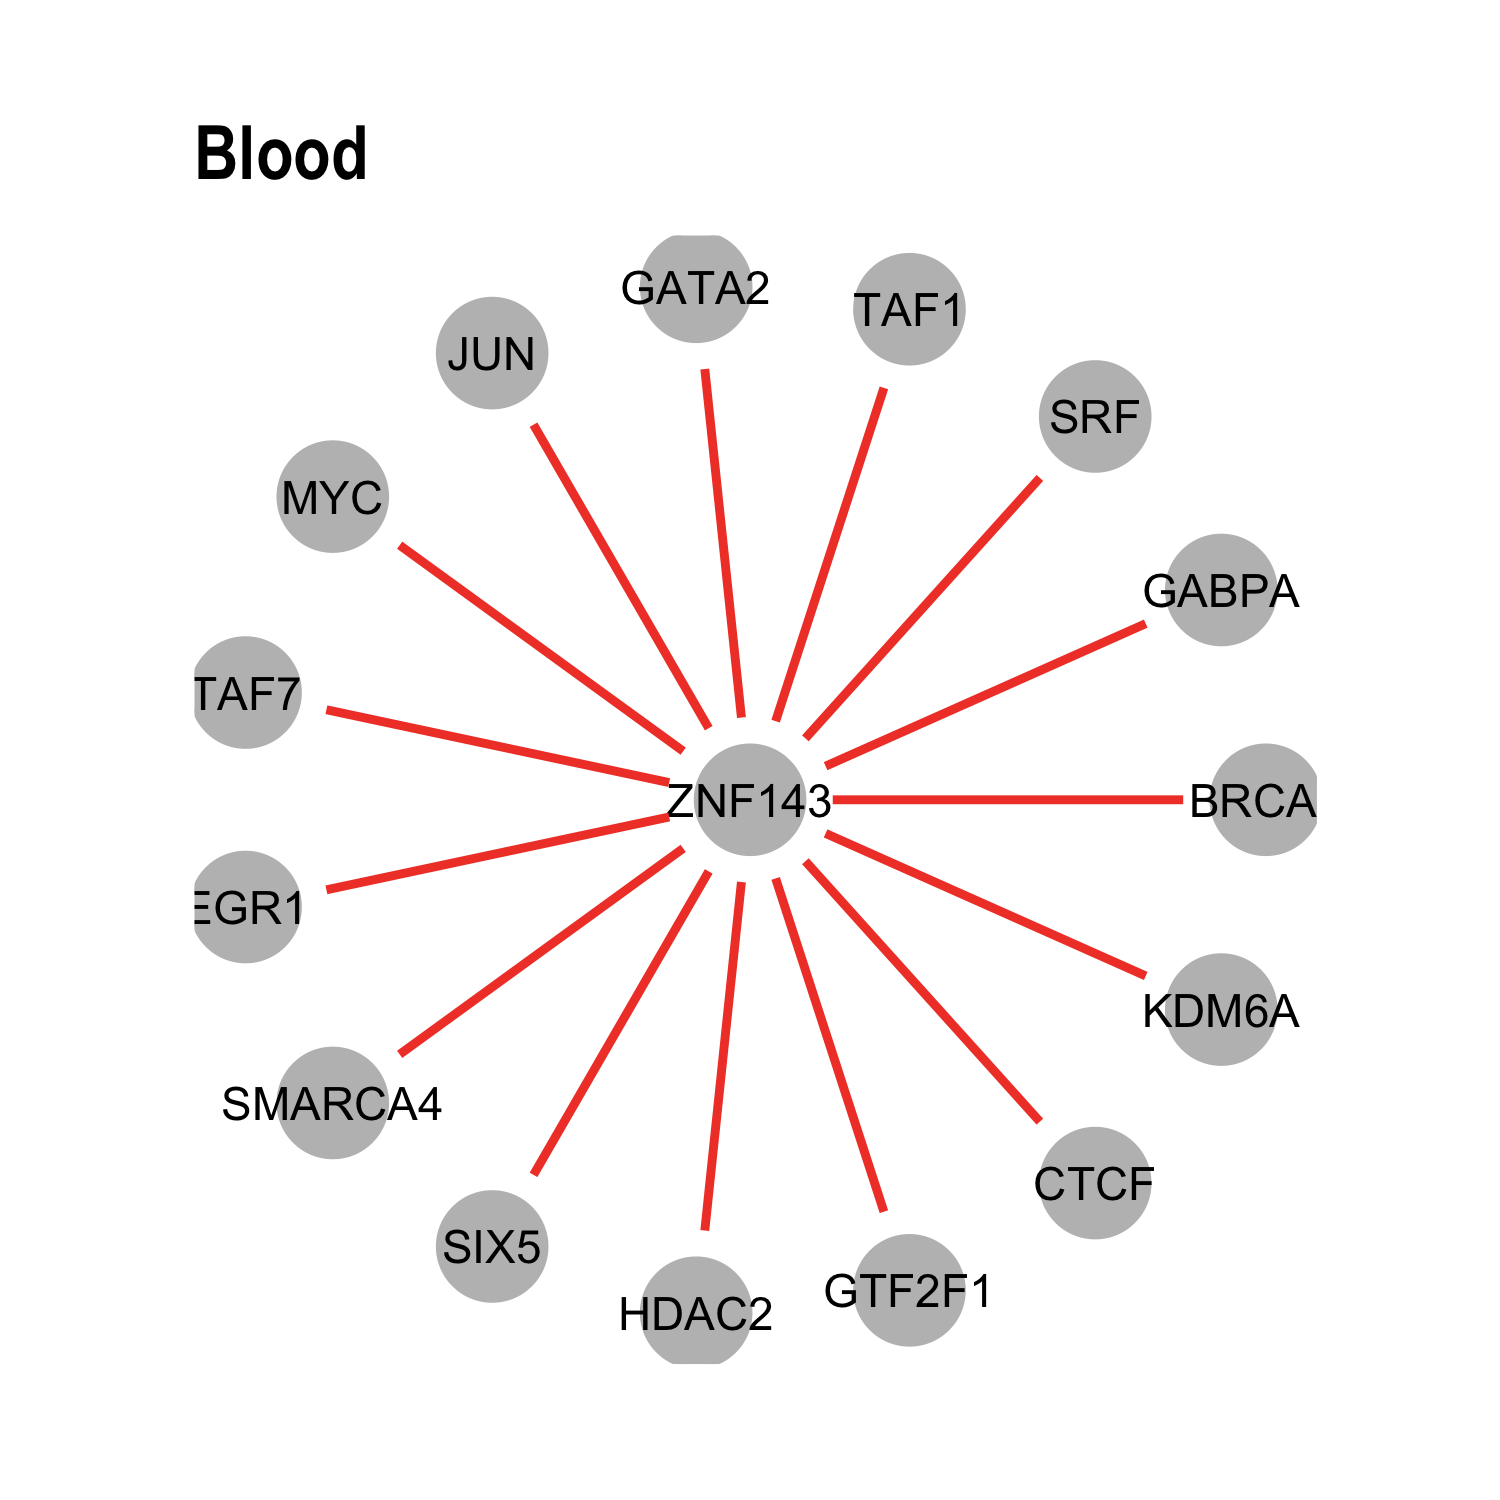 Blood
GATA2
TAF1
JUN
SRF
MYC
GABPA
TAF7
ZNF143
BRCA
EGR1
KDM6A
SMARCA4
CTCF
SIX5
GTF2F1
HDAC2